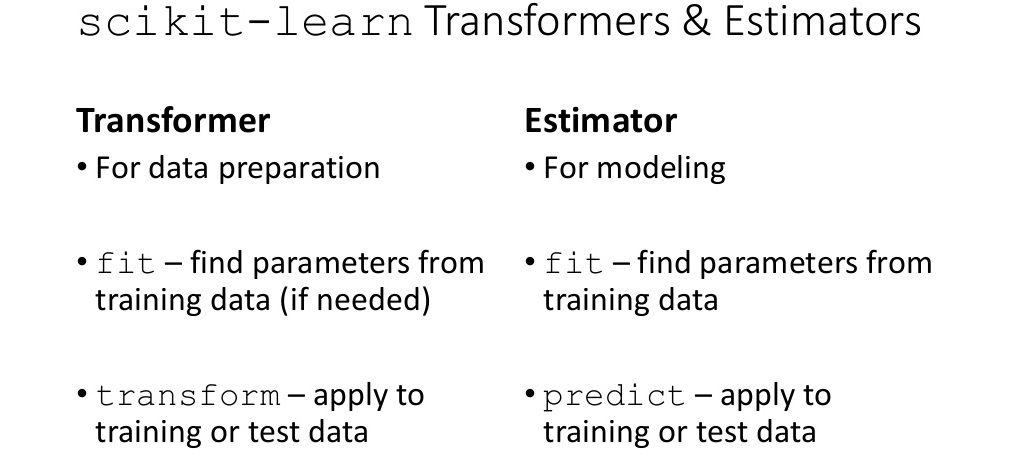 scikit-learn Transformers & Estimators
Transformer
• For data preparation
• fit – find parameters from
training data (if needed)
• transform – apply to
training or test data
Estimator
• For modeling
• fit – find parameters from
training data
• predict – apply to
training or test data